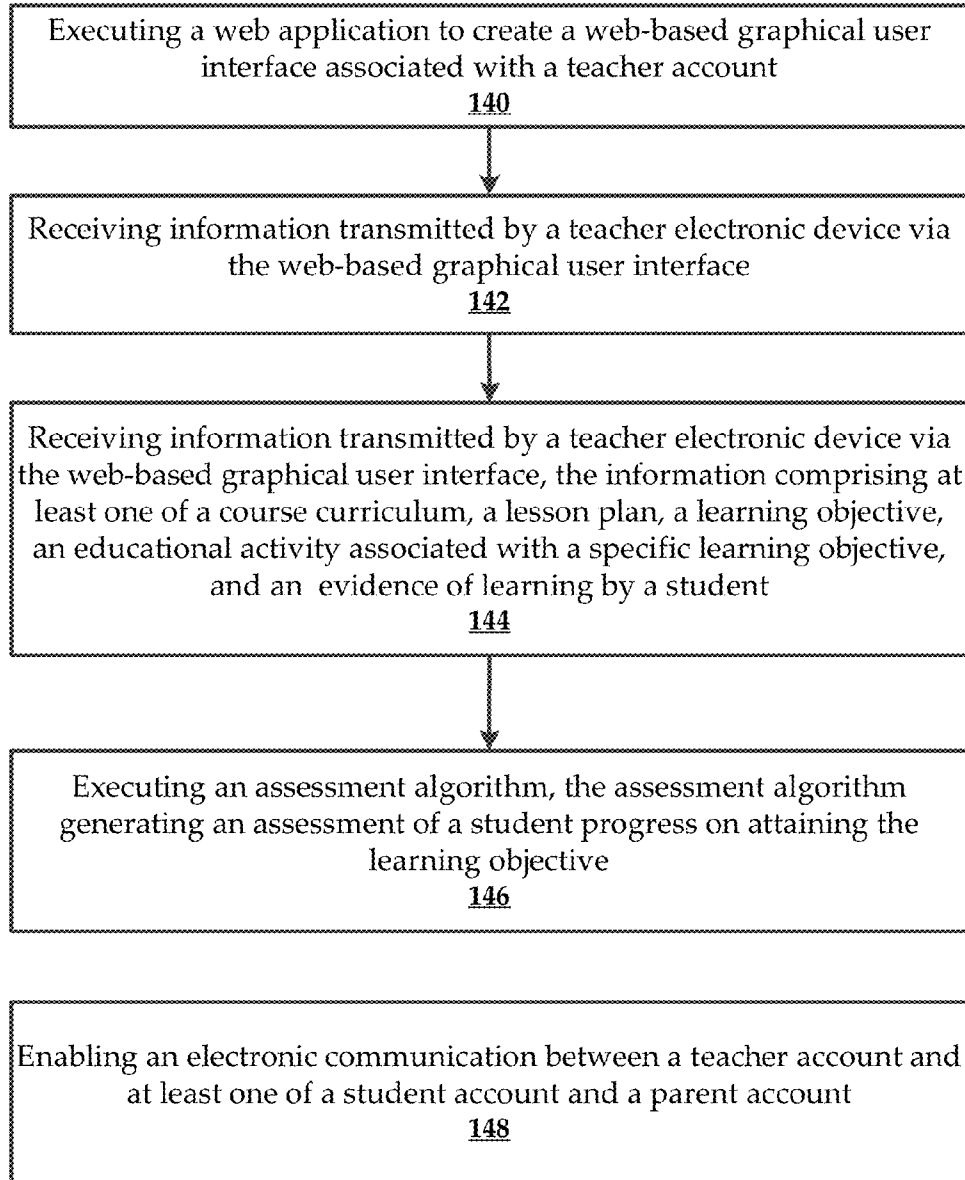 Executing a web application to create a web-based graphical user
interface associated with a teacher account
140
Receiving information transmitted by a teacher electronic device via
the web-based graphical user interface
142
Receiving information transmitted by a teacher electronic device via
the web-based graphical user interface, the information comprising at
least one of a course curriculum, a lesson plan, a learning objective,
an educational activity associated with a specific learning objective,
and an evidence of learning by a student
144
Executing an assessment algorithm, the assessment algorithm
generating an assessment of a student progress on attaining the
learning objective
146
Enabling an electronic communication between a teacher account and
at least one of a student account and a parent account
148